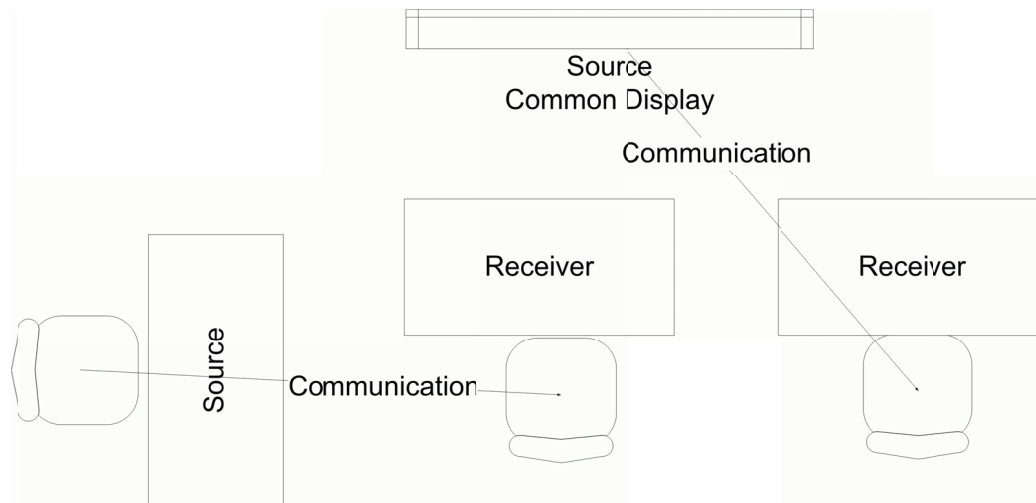 Source
Common Display
Communication
Receiver
Receiver
Source
Communication